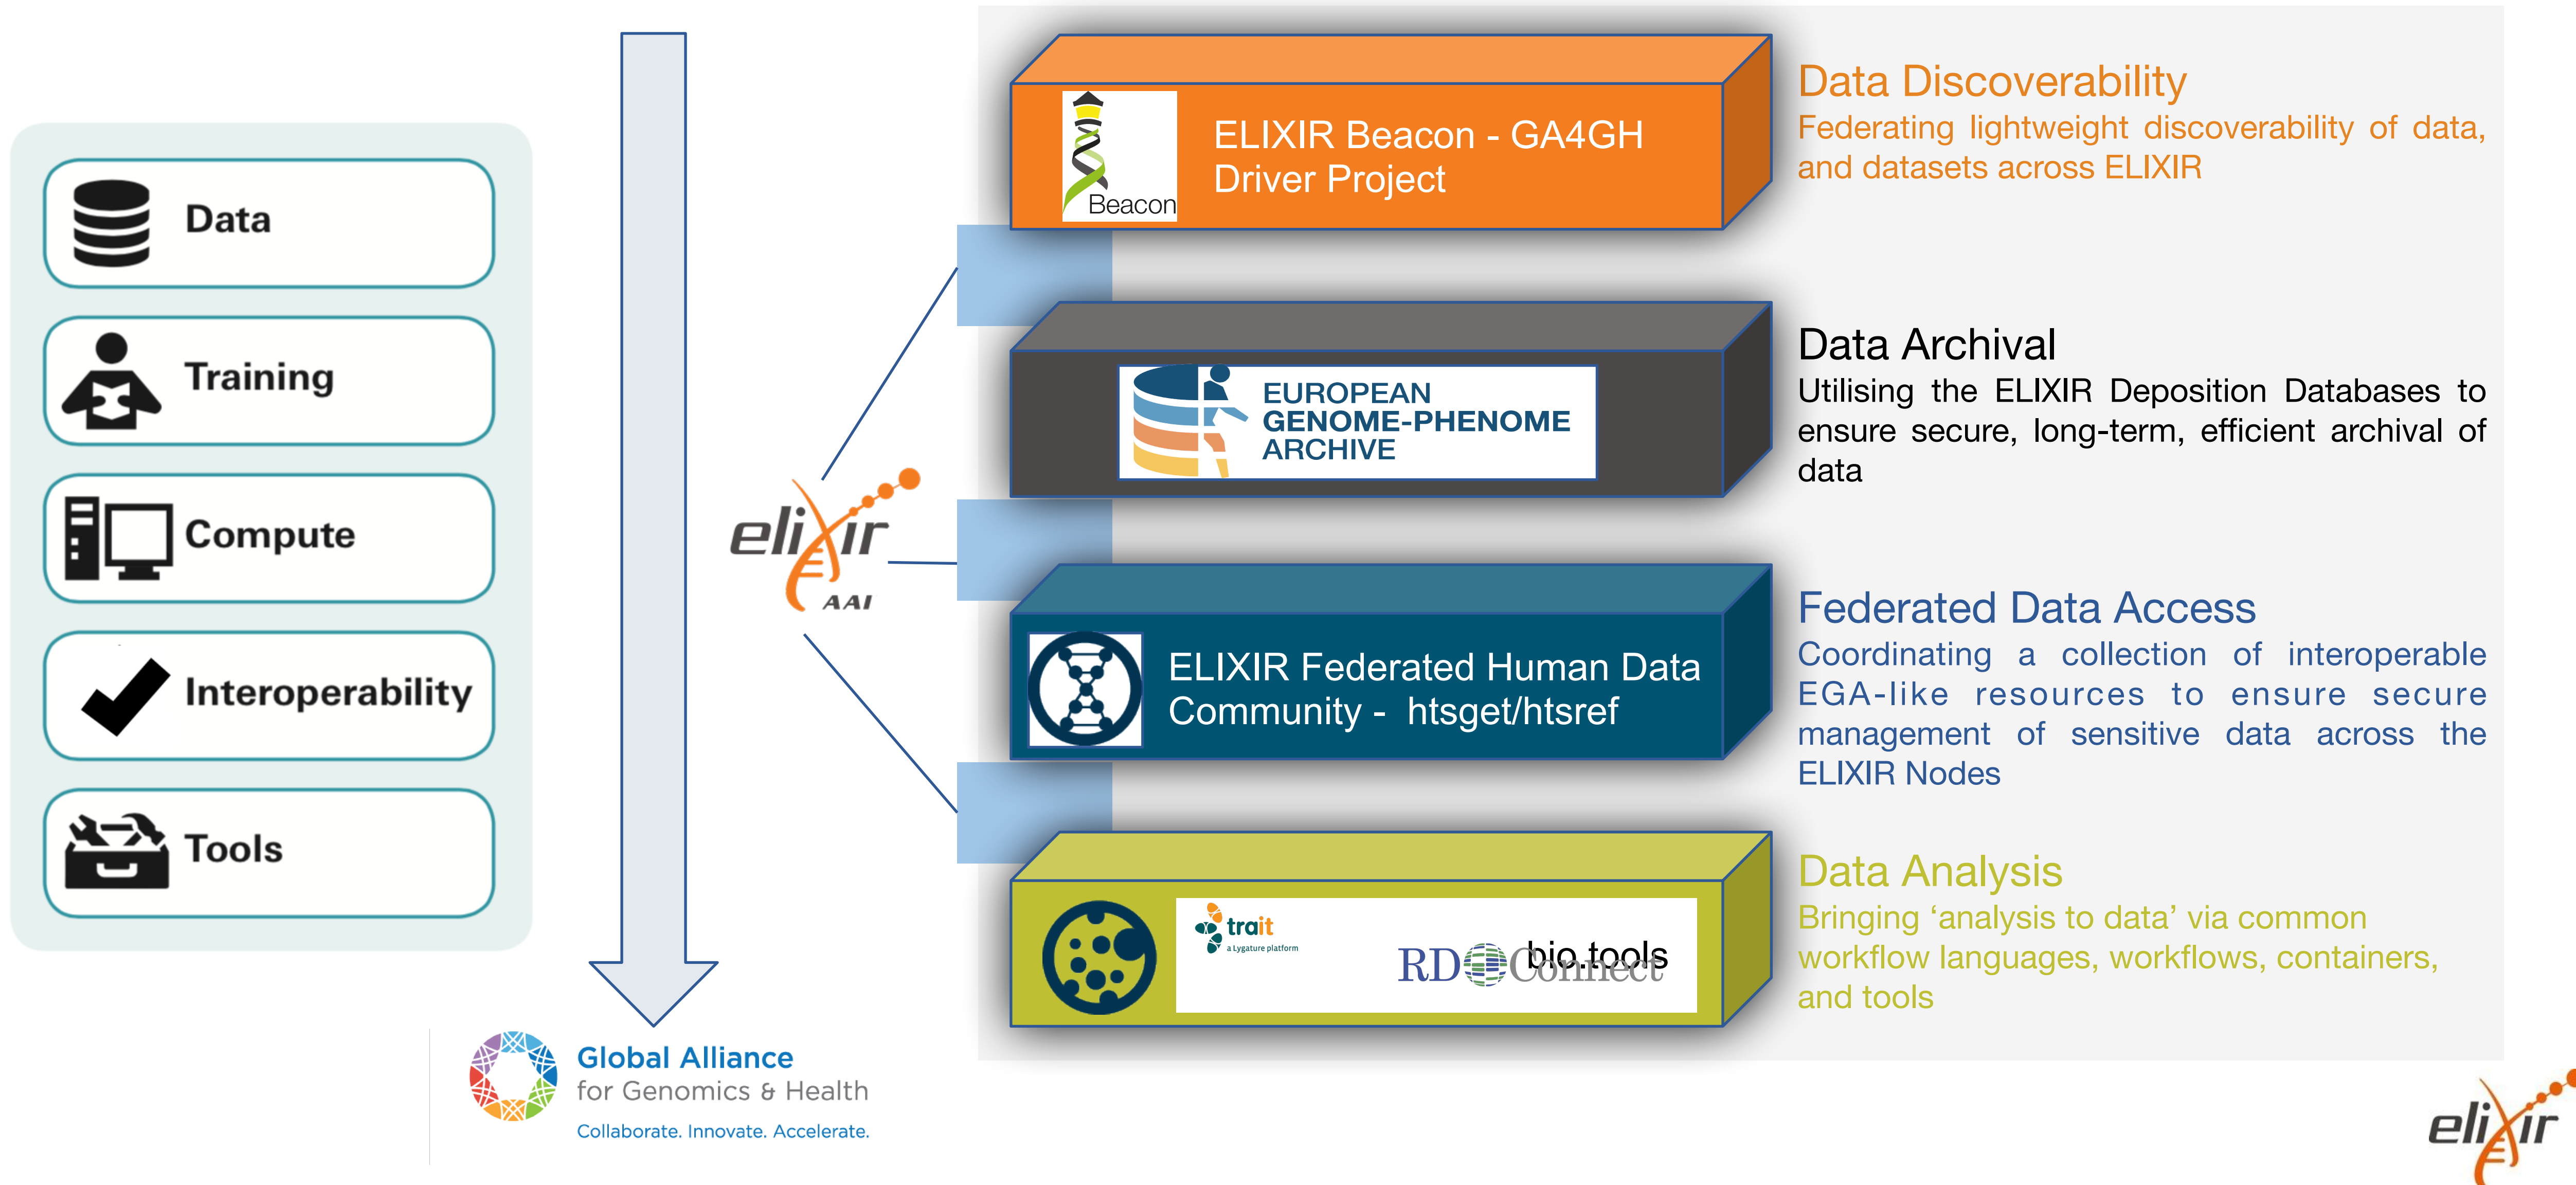 Data
Training
Compute
Interoperability
Tools
Global Alliance
for Genomics & Health
Collaborate. Innovate. Accelerate.
elixir
AAI
Beacon
ELIXIR Beacon - GA4GH
Driver Project
EUROPEAN
GENOME-PHENOME
ARCHIVE
ELIXIR Federated Human Data
Community - htsget/htsref
trait
a Lygature platform
RD Connect
bio.tools
Data Discoverability
Federating lightweight discoverability of data,
and datasets across ELIXIR
Data Archival
Utilising the ELIXIR Deposition Databases to
ensure secure, long-term, efficient archival of
data
Federated Data Access
Coordinating a collection of interoperable
EGA-like resources to ensure secure
management of sensitive data across the
ELIXIR Nodes
Data Analysis
Bringing ‘analysis to data’ via common
workflow languages, workflows, containers,
and tools
elixir